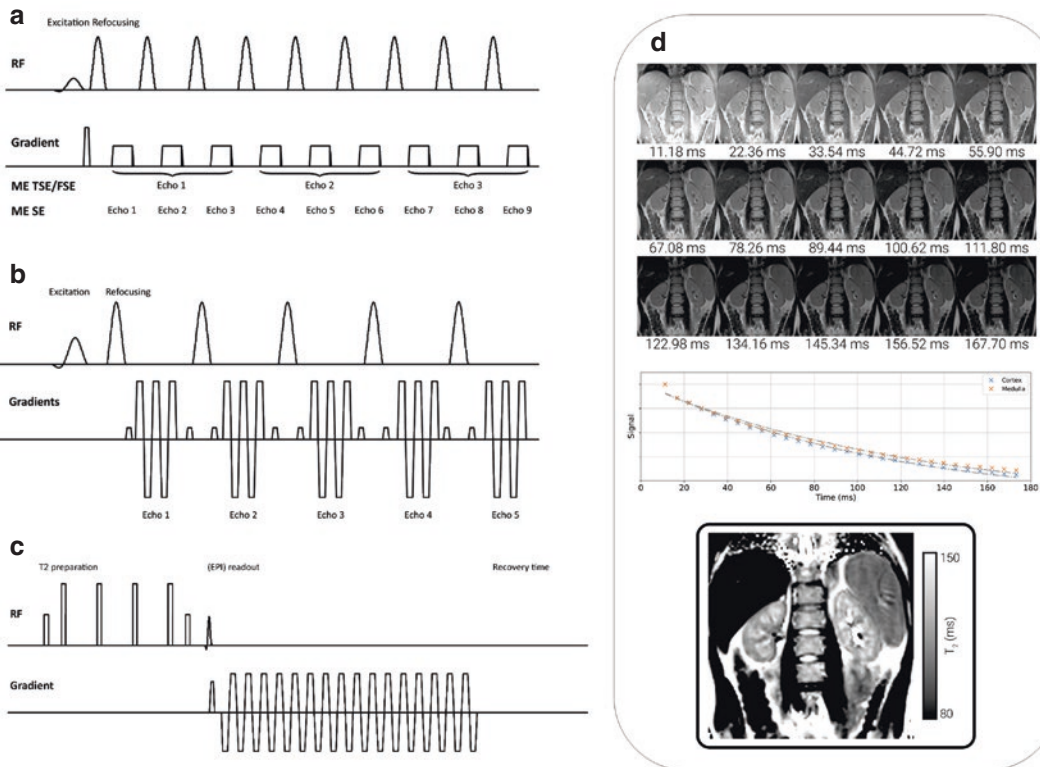 a
Excitation Refocusing
RF
Gradient
ME TSE/FSE Echo 1 Echo 2 Echo 3
ME SE Echo 1 Echo 2 Echo 3 Echo 4 Echo 5 Echo 6 Echo 7 Echo 8 Echo 9
b
Excitation Refocusing
RF
Gradients
Echo 1 Echo 2 Echo 3 Echo 4 Echo 5
c
T2 preparation (EPI) readout Recovery time
RF
Gradient
d
11.18 ms 22.36 ms 33.54 ms 44.72 ms 55.90 ms
67.08 ms 78.26 ms 89.44 ms 100.62 ms 111.80 ms
122.98 ms 134.16 ms 145.34 ms 156.52 ms 167.70 ms
Cortex
Medulla
Signal
0 20 40 60 80 100 120 140 160 180
Time (ms)
150
T2 (ms)
80